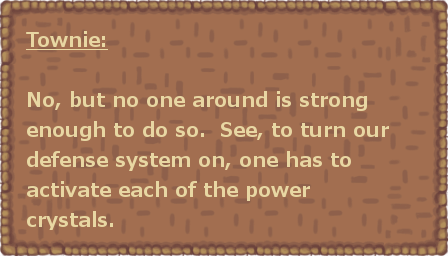 Townie:
No, but no one around is strong
enough to do so.  See, to turn our
defense system on, one has to
activate each of the power
crystals.